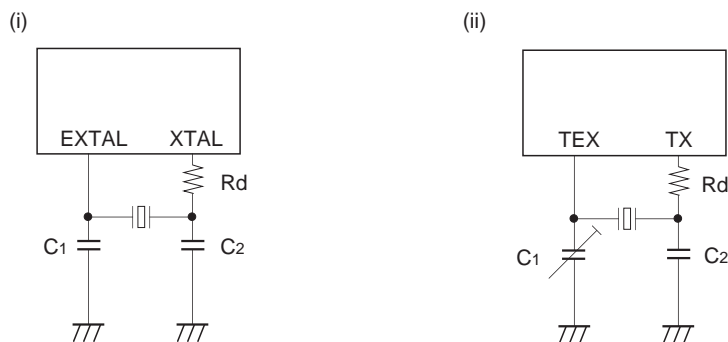 (i)
EXTAL XTAL
Rd
C1
C2
(ii)
TEX TX
Rd
C1
C2